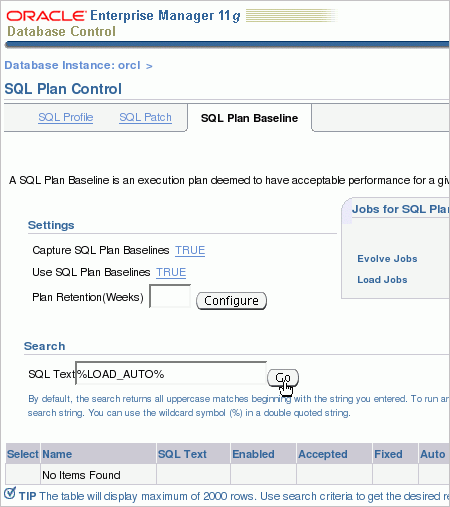 ORACLE Enterprise Manager 11g
Database Control
Database Instance: orcl >
SQL Plan Control
SQL Profile SQL Patch SQL Plan Baseline
A SQL Plan Baseline is an execution plan deemed to have acceptable performance for a
Settings
Jobs for SQL
Capture SQL Plan Baselines TRUE
Use SQL Plan Baselines TRUE
Evolve Jobs
Plan Retention(Weeks) Configure
Load Jobs
Search
SQL Text %LOAD_AUTO% Go
By default, the search returns all uppercase matches beginning with the string you entered. To run
search string. You can use the wildcard symbol (%) in a double quoted string.
Select Name SQL Text Enabled Accepted Fixed Auto
No Items Found
TIP The table will display maximum of 2000 rows. Use search criteria to get the desired